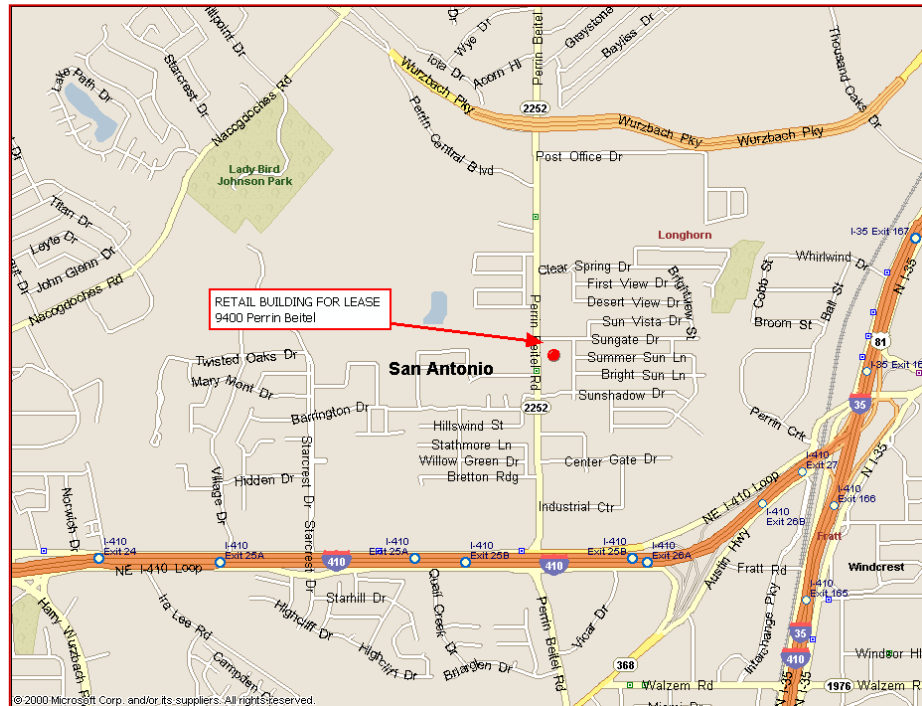 Hillpoint Dr
Starcrest Dr
Lake Path Dr
Nacogdoches Rd
Lady Bird
Johnson Park
Iota Dr
Wye Dr
Acorn Hl
Greystone
Bayliss Dr
Perrin Beitel
Thousand Oaks Dr
Wurzbach Pky
2252
Wurzbach Pky
Wurzbach Pky
Perrin Central Blvd
Post Office Dr
Titan Dr
Leyte Dr
John Glenn Dr
Nacogdoches Rd
Longhorn
I-35 Exit 167
Clear Spring Dr
First View Dr
Desert View Dr
Sun Vista Dr
Sungate Dr
Summer Sun Ln
Bright Sun Ln
Sunshadow Dr
Brightview St
Cobb St
Whirlwind Dr
Ball St
Broom St
N I-35
81
RETAIL BUILDING FOR LEASE
9400 Perrin Beitel
Perrin Beitel Rd
San Antonio
Twisted Oaks Dr
Mary Mont Dr
Barrington Dr
2252
Hillswind St
Stathmore Ln
Willow Green Dr
Bretton Rdg
Center Gate Dr
Industrial Ctr
Perrin Crk
35
I-410
Exit 27
NE I-410 Loop
N I-35
I-410
Exit 166
I-410
Exit 26B
Fratt
Norwich Dr
Village Dr
Hidden Dr
Starcrest Dr
Starcrest Dr
I-410
Exit 24
I-410
Exit 25A
I-410
Exit 25A
I-410
Exit 25B
I-410
Exit 25B
I-410
Exit 26A
410
410
NE I-410 Loop
Austin Hwy
Fratt Rd
Windcrest
I-410
Exit 165
Harry Wurzbach
Ira Lee Rd
Campden
Starhill Dr
Highcliff Dr
Highcliff Dr
Quail Creek Dr
Briarglen Dr
Perrin Beitel Rd
Vicar Dr
Interchange Pky
35
410
368
Windsor Hl
Walzem Rd
1976
N I-35
© 2000 Microsoft Corp. and/or its suppliers. All rights reserved.